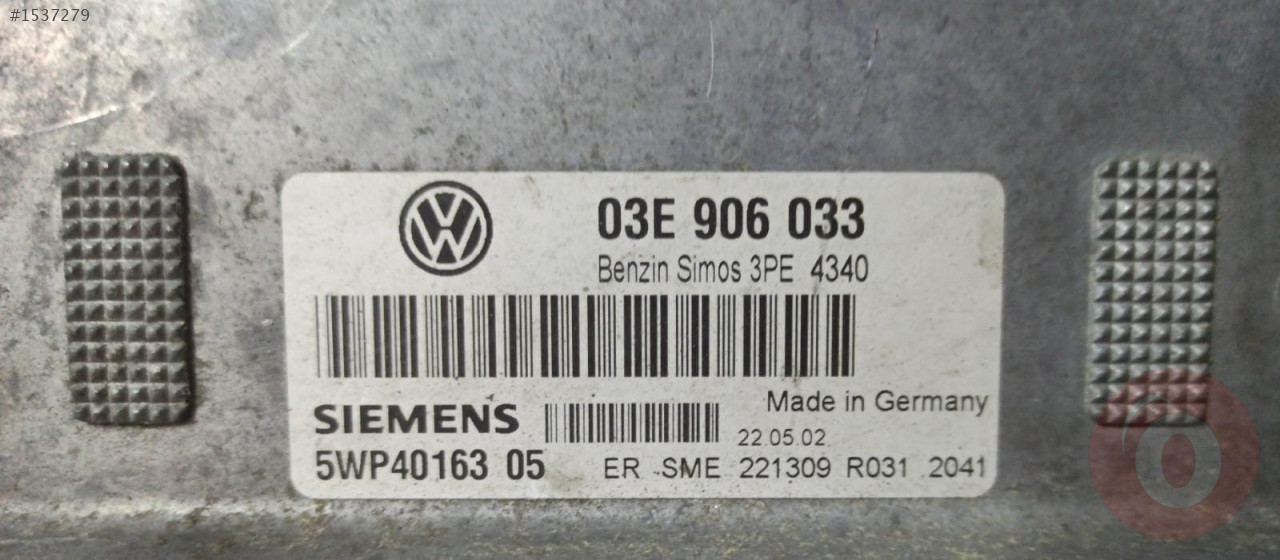 #1537279
03E 906 033
Benzin Simos 3PE 4340
Made in Germany
SIEMENS
22.05.02
5WP40163 05 ER SME 221309 R031 2041